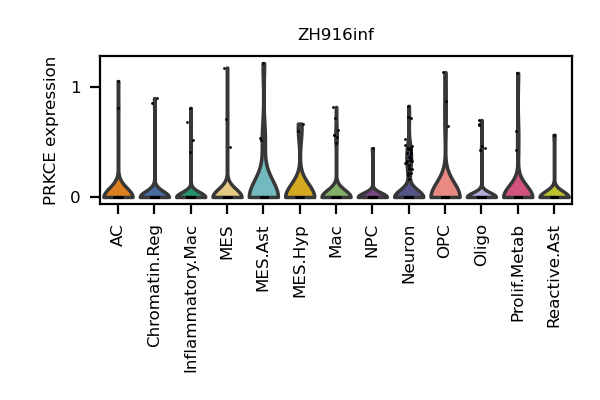 ZH916inf
PRKCE expression
1
0
AC
Chromatin.Reg
Inflammatory.Mac
MES
MES.Ast
MES.Hyp
Mac
NPC
Neuron
OPC
Oligo
Prolif.Metab
Reactive.Ast